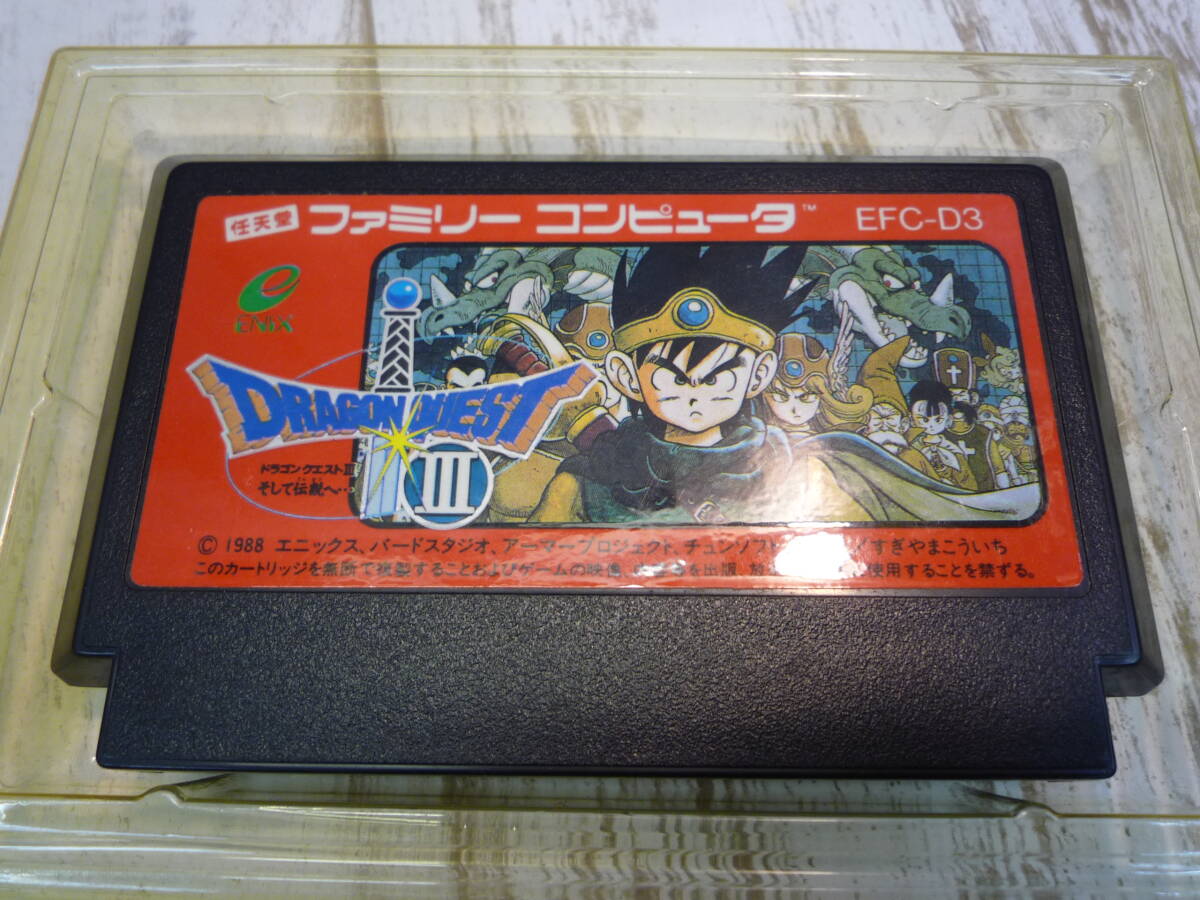 任天堂 ファミリー コンピュータ™ EFC-D3
ENIX
DRAGON QUEST
III
ドラゴンクエストIII
そして伝説へ…
© 1988 エニックス、バードスタジオ、アーマープロジェクト、チュンソフト すぎやまこういち
このカートリッジを無断で複製することおよびゲームの映像、 を出版、 使用することを禁ずる。